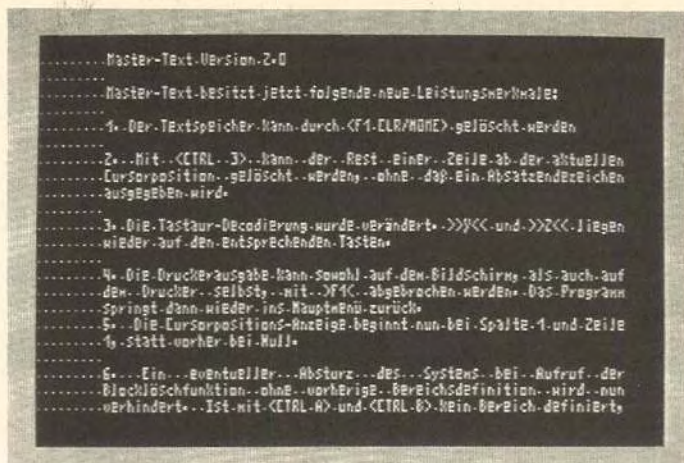 Master-Text Version 2.0
Master-Text besitzt jetzt folgende neue Leistungsmerkmale:
1. Der Textspeicher kann durch <F1 CLR/HOME> gelöscht werden
2. Mit <CTRL 3> kann der Rest einer Zeile ab der aktuellen
Cursorposition gelöscht werden, ohne daß ein Absatzendezeichen
ausgegeben wird.
3. Die Tastaur-Decodierung wurde verändert. >>Y<< und >>Z<< liegen
wieder auf den entsprechenden Tasten.
4. Die Druckerausgabe kann sowohl auf dem Bildschirm, als auch auf
dem Drucker selbst, mit >F1< abgebrochen werden. Das Programm
springt dann wieder ins Hauptmenü zurück.
5. Die Cursorpositions-Anzeige beginnt nun bei Spalte 1 und Zeile
1, statt vorher bei Null.
6. Ein eventueller Absturz des Systems bei Aufruf der
Blocklöschfunktion ohne vorherige Bereichsdefinition wird nun
verhindert. Ist mit <CTRL A> und <CTRL B> kein Bereich definiert,